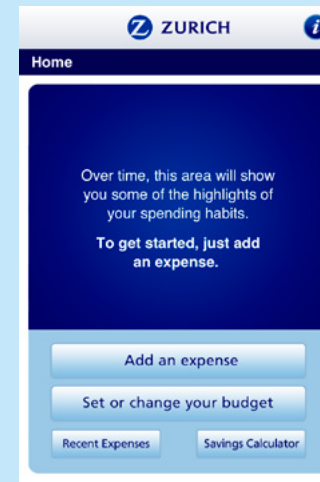 Z ZURICH i
Home
Over time, this area will show
you some of the highlights of
your spending habits.
To get started, just add
an expense.
Add an expense
Set or change your budget
Recent Expenses Savings Calculator